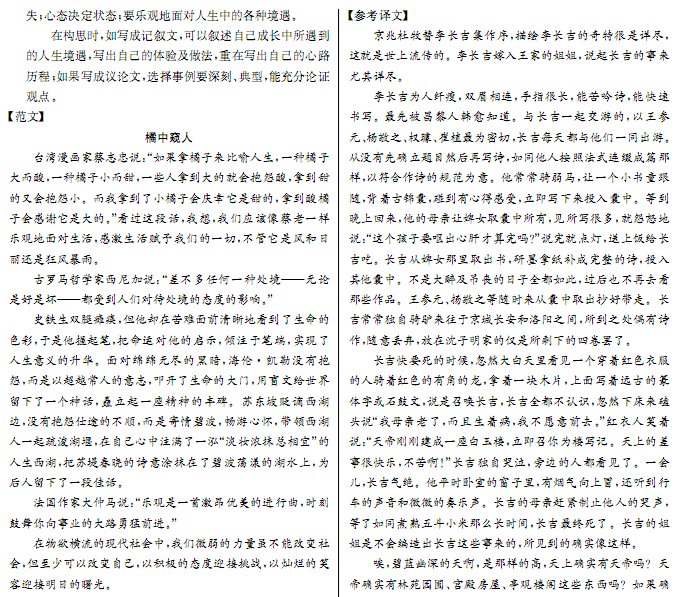 失;心态决定状态;要乐观地面对人生中的各种境遇。
在构思时,如写成记叙文,可以叙述自己成长中所遇到
的人生境遇,写出自己的体验及做法,重在写出自己的心路
历程;如果写成议论文,选择事例要深刻、典型,能充分论证
观点。
【范文】
橘中窥人
台湾漫画家蔡志忠说:“如果拿橘子来比喻人生,一种橘子
大而酸,一种橘子小而甜,一些人拿到大的就会抱怨酸,拿到甜
的又会抱怨小。而我拿到了小橘子会庆幸它是甜的,拿到酸橘
子会感谢它是大的。”看过这段话,我想,我们应该像蔡老一样
乐观地面对生活,感激生活赋予我们的一切,不管它是风和日
丽还是狂风暴雨。
古罗马哲学家西尼加说:“差不多任何一种处境——无论
是好是坏——都受到人们对待处境的态度的影响。”
史铁生双腿瘫痪,但他却在苦难面前清晰地看到了生命的
色彩,于是他握起笔,把命运对他的启示,倾注于笔端,实现了
人生意义的升华。面对绵绵无尽的黑暗,海伦·凯勒没有抱
怨,而是以超越常人的意志,叩开了生命的大门,用盲文给世界
留下了一个神话,矗立起一座精神的丰碑。苏东坡贬谪西湖
边,没有抱怨仕途的不顺,而是寄情碧波,畅游心怀,带领西湖
人一起疏浚湖堰,在自己心中注满了一泓“淡妆浓抹总相宜”的
人生西湖,把苏堤春晓的诗意涂抹在了碧波荡漾的湖水上,为
后人留下了一段佳话。
法国作家大仲马说:“乐观是一首激昂优美的进行曲,时刻
鼓舞你向事业的大路勇猛前进。”
在物欲横流的现代社会中,我们微弱的力量虽不能改变社
会,但至少可以改变自己,以积极的态度迎接挑战,以灿烂的笑
容迎接明日的曙光。
【参考译文】
京兆杜牧替李长吉集作序,描绘李长吉的奇特很是详尽,
这就是世上流传的。李长吉嫁入王家的姐姐,说起长吉的事来
尤其详尽。
李长吉为人纤瘦,双眉相连,手指很长,能苦吟诗,能快速
书写。最先被昌黎人韩愈知道。与长吉一起交游的,以王参
元、杨敬之、权璩、崔植最为密切,长吉每天都与他们一同出游。
从没有先确立题目然后再写诗,如同他人按照法式连缀成篇那
样,以符合作诗的规范为意。他常常骑弱马,让一个小书童跟
随,背着古锦囊,碰到有心得感受,立即写下来投入囊中。等到
晚上回来,他的母亲让婢女取囊中所有,见所写很多,就怨怒地
说:“这个孩子要呕出心肝才算完吗?”说完就点灯,送上饭给长
吉吃。长吉从婢女那里取出书,研墨拿纸补成完整的诗,投入
其他囊中。不是大醉及吊丧的日子全都如此,过后也不再去看
那些作品。王参元、杨敬之等随时来从囊中取出抄好带走。长
吉常常独自骑驴来往于京城长安和洛阳之间,所到之处偶有诗
作,随意丢弃,放在沈子明家的仅是所剩下的四卷罢了。
长吉快要死的时候,忽然大白天里看见一个穿着红色衣服
的人骑着红色的有角的龙,拿着一块木片,上面写着远古的篆
体字或石鼓文,说是召唤长吉,长吉全都不认识,忽然下床来磕
头说“我母亲老了,而且生着病,我不愿意前去。”红衣人笑着
说:“天帝刚刚建成一座白玉楼,立即召你为楼写记。天上的差
事很快乐,不苦啊!”长吉独自哭泣,旁边的人都看见了。一会
儿,长吉气绝。他平时卧室的窗子里,有烟气向上冒,还听到行
车的声音和微微的奏乐声。长吉的母亲赶紧制止他人的哭声,
等了如同煮熟五斗小米那么长时间,长吉最终死了。长吉的姐
姐是不会编造出长吉这些事来的,所见到的确实像这样。
唉,碧蓝幽深的天啊,是那样的高,天上确实有天帝吗?天
帝确实有林苑园囿、宫殿房屋、亭观楼阁这些东西吗?如果确